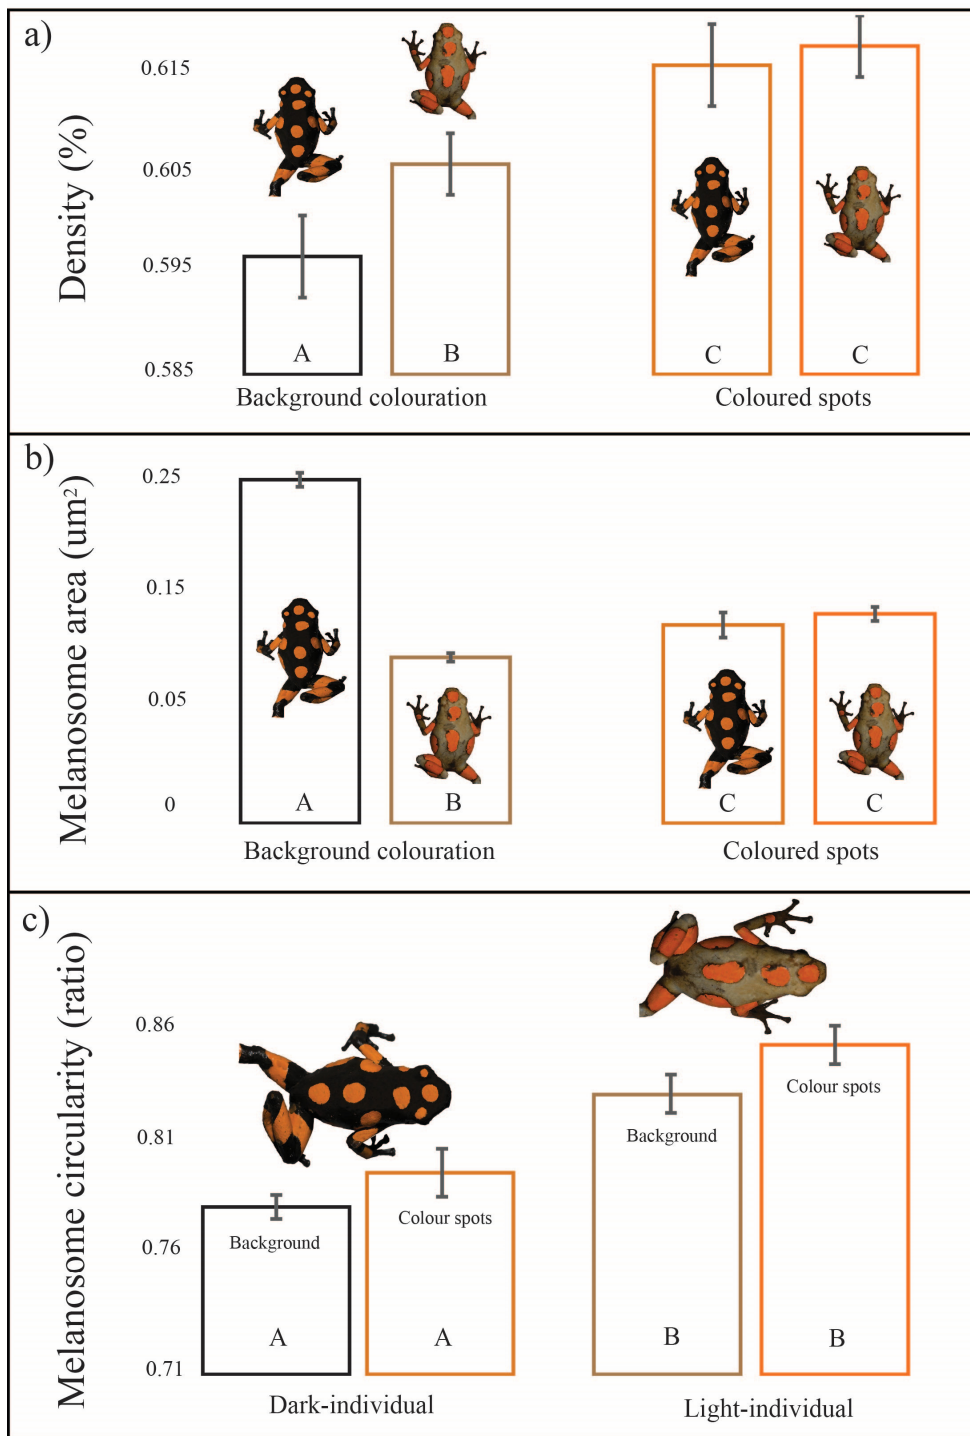 a)
Density (%)
0.615
0.605
0.595
0.585
A
B
C
C
Background colouration
Coloured spots
b)
Melanosome area (um²)
0.25
0.15
0.05
0
A
B
C
C
Background colouration
Coloured spots
c)
Melanosome circularity (ratio)
0.86
0.81
0.76
0.71
Background
Colour spots
Background
Colour spots
A
A
B
B
Dark-individual
Light-individual